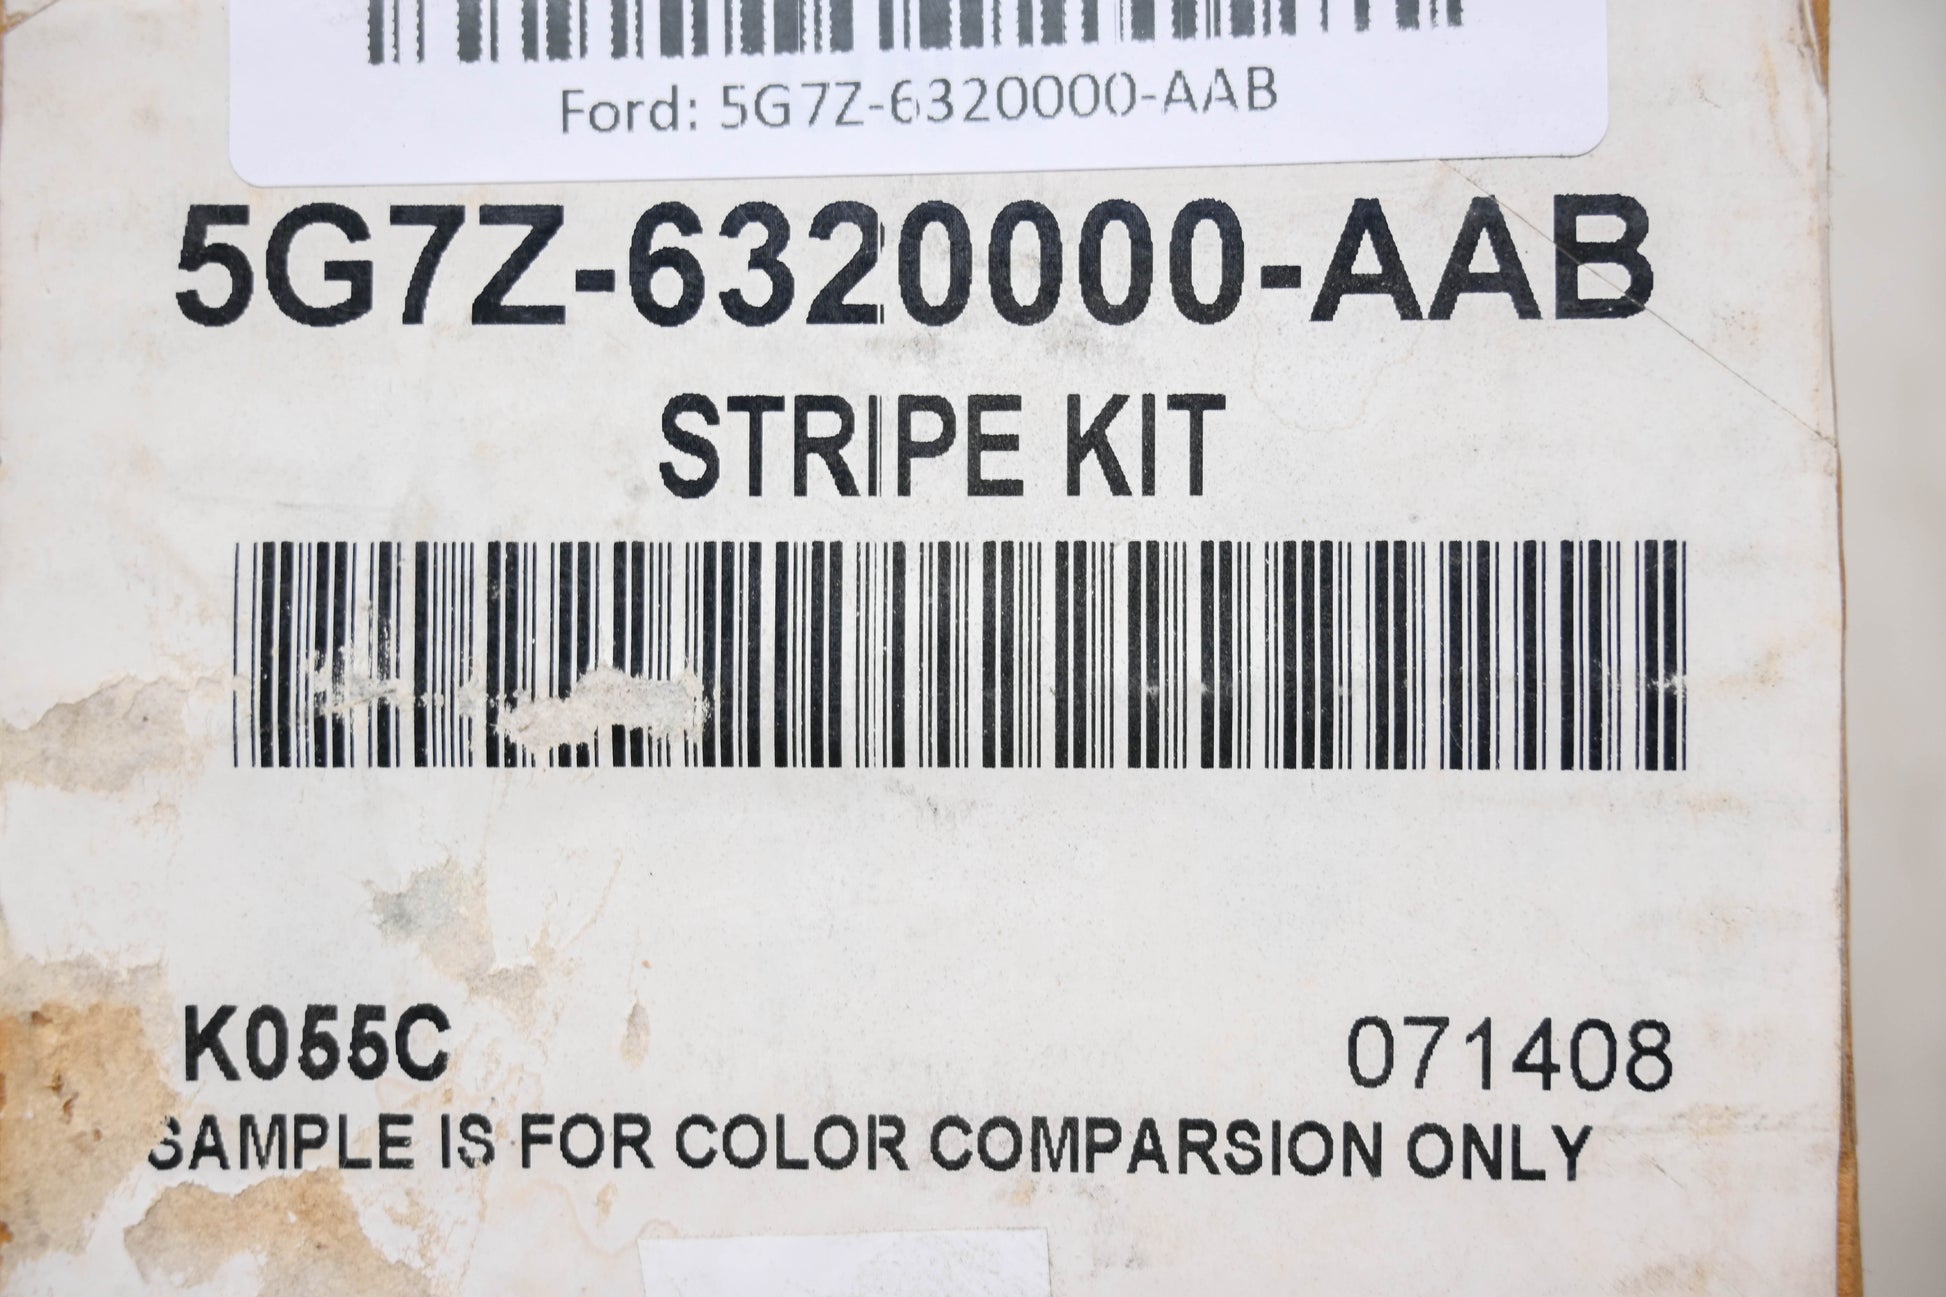 Ford: 5G7Z-6320000-AAB
5G7Z-6320000-AAB
STRIPE KIT
K055C
071408
SAMPLE IS FOR COLOR COMPARSION ONLY